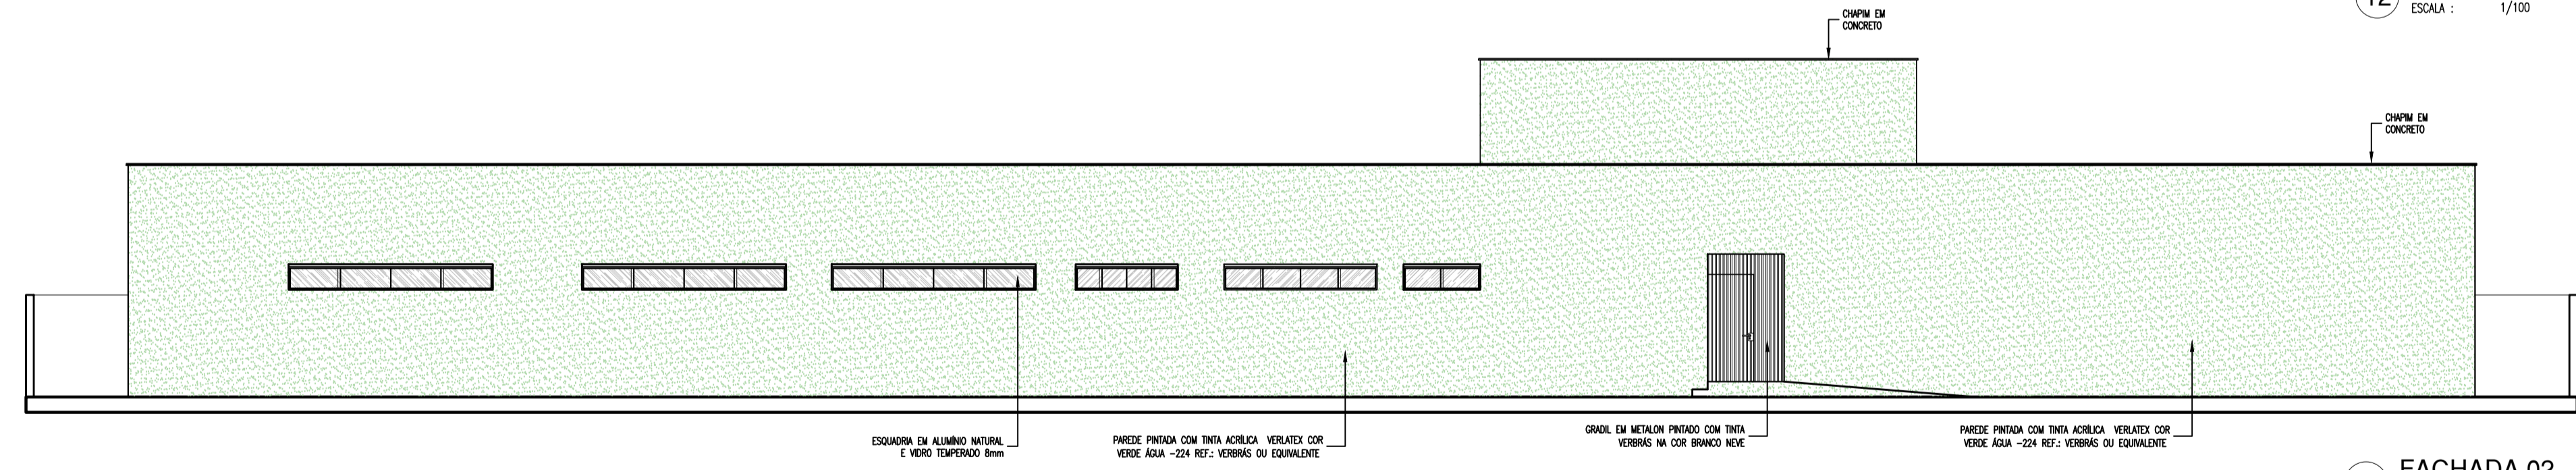 12
ESCALA : 1/100
CHAPIM EM
CONCRETO
CHAPIM EM
CONCRETO
ESQUADRIA EM ALUMÍNIO NATURAL
E VIDRO TEMPERADO 8mm
PAREDE PINTADA COM TINTA ACRÍLICA VERLATEX COR
VERDE ÁGUA -224 REF.: VERBRÁS OU EQUIVALENTE
GRADIL EM METALON PINTADO COM TINTA
VERBRÁS NA COR BRANCO NEVE
PAREDE PINTADA COM TINTA ACRÍLICA VERLATEX COR
VERDE ÁGUA -224 REF.: VERBRÁS OU EQUIVALENTE
FACHADA 02